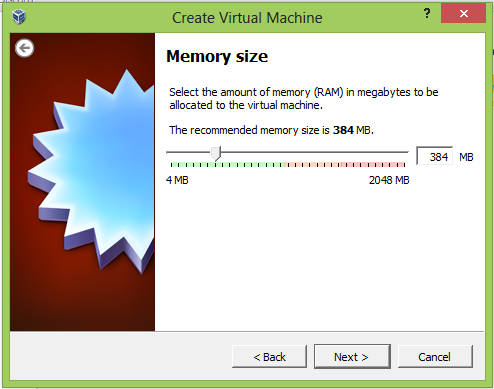 Create Virtual Machine
?
Memory size
Select the amount of memory (RAM) in megabytes to be
allocated to the virtual machine.
The recommended memory size is 384 MB.
384 MB
4 MB 2048 MB
< Back Next > Cancel